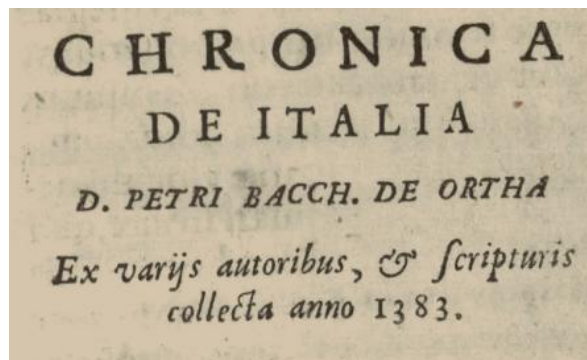 CHRONICA
DE ITALIA
D. PETRI BACCH. DE ORTHA
Ex varijs autoribus, & ſcripturis
collecta anno 1383.